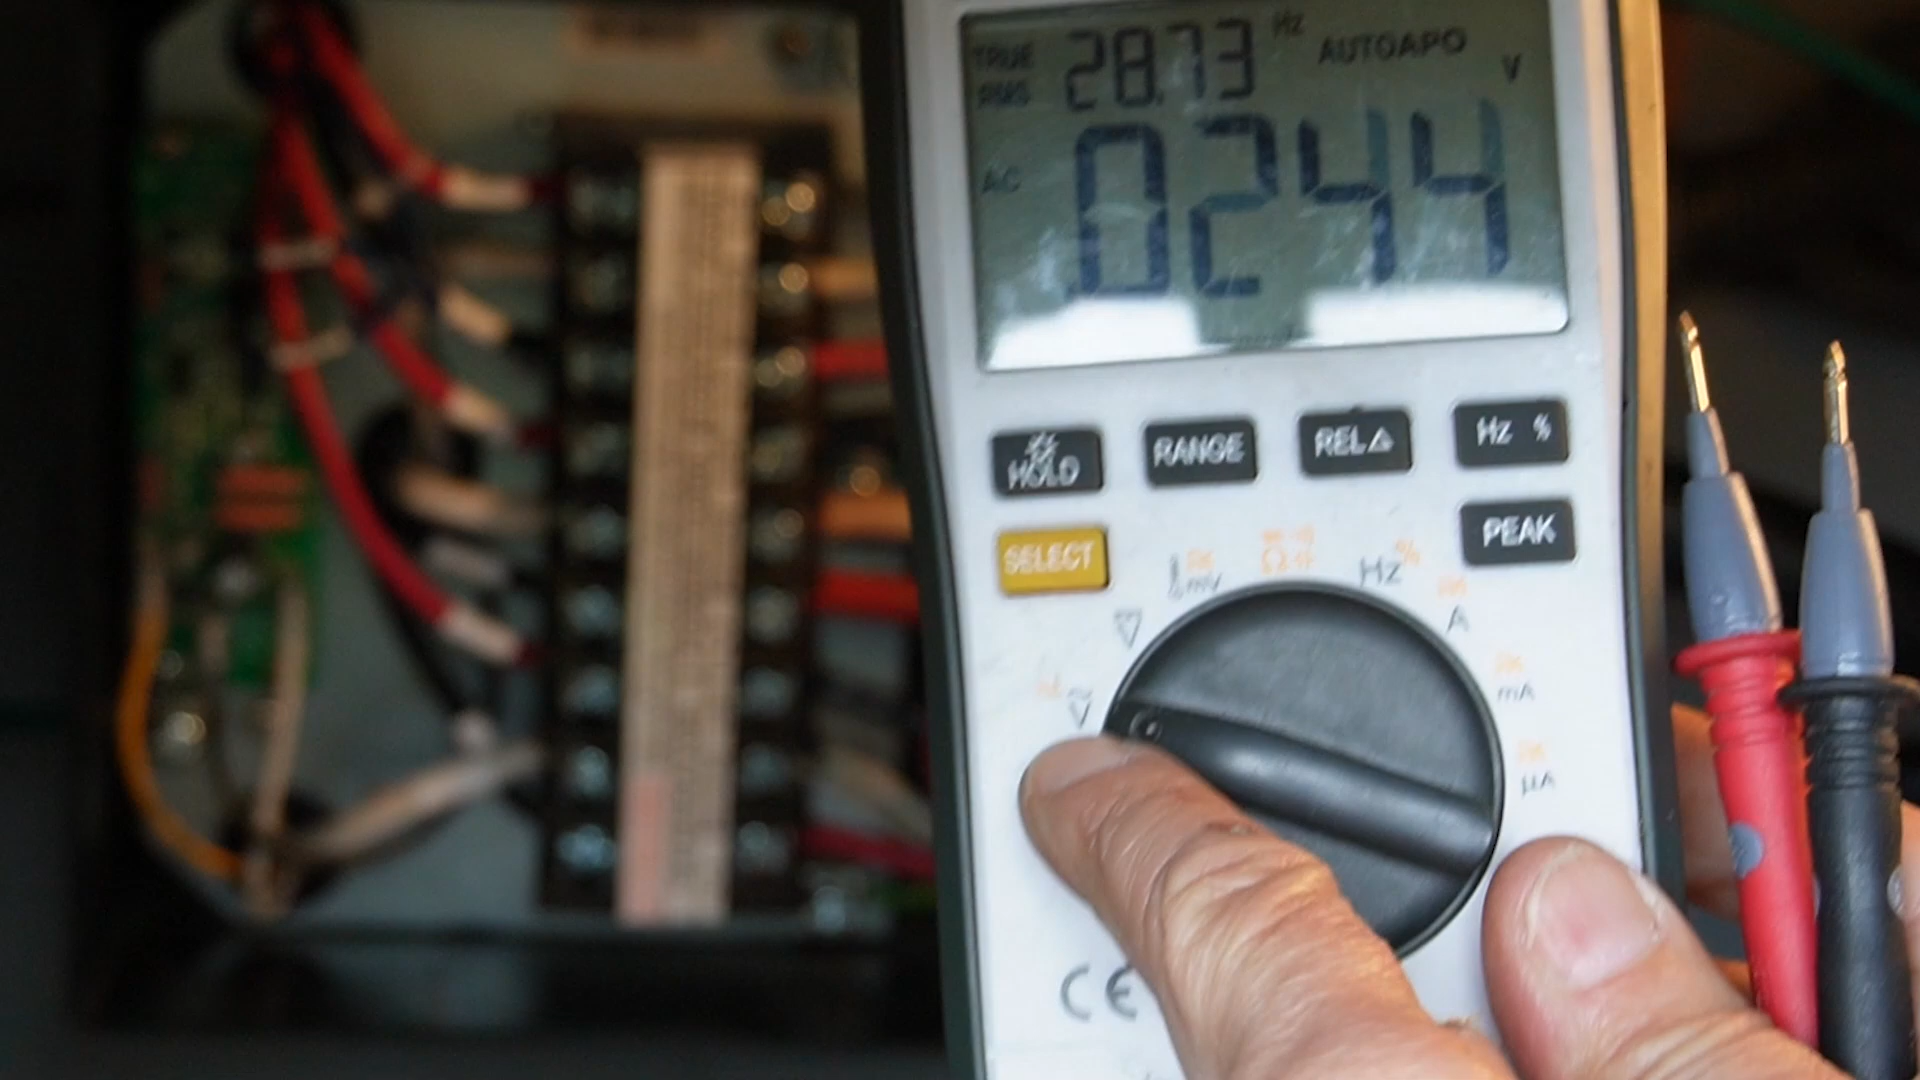 TRUE 28.73 Hz AUTOAPO V
RMS
AC .0244
HOLD RANGE REL△ Hz %
SELECT PEAK
mV Hz %
A
V
mA
µA
CE